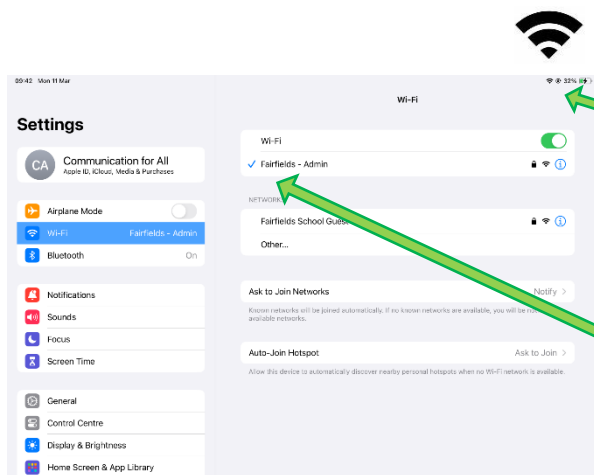 09:42 Mon 11 Mar
32%
Settings
CA
Communication for All
Apple ID, iCloud, Media & Purchases
Airplane Mode
Wi-Fi Fairfields - Admin
Bluetooth On
Notifications
Sounds
Focus
Screen Time
General
Control Centre
Display & Brightness
Home Screen & App Library
Wi-Fi
Wi-Fi
Fairfields - Admin
NETWORK
Fairfields School
Other...
Ask to Join Networks Notify
Known networks will be joined automatically. If no known networks are available, you will be
available networks.
Auto-Join Hotspot Ask to Join
Allow this device to automatically discover nearby personal hotspots when no Wi-Fi network is available.